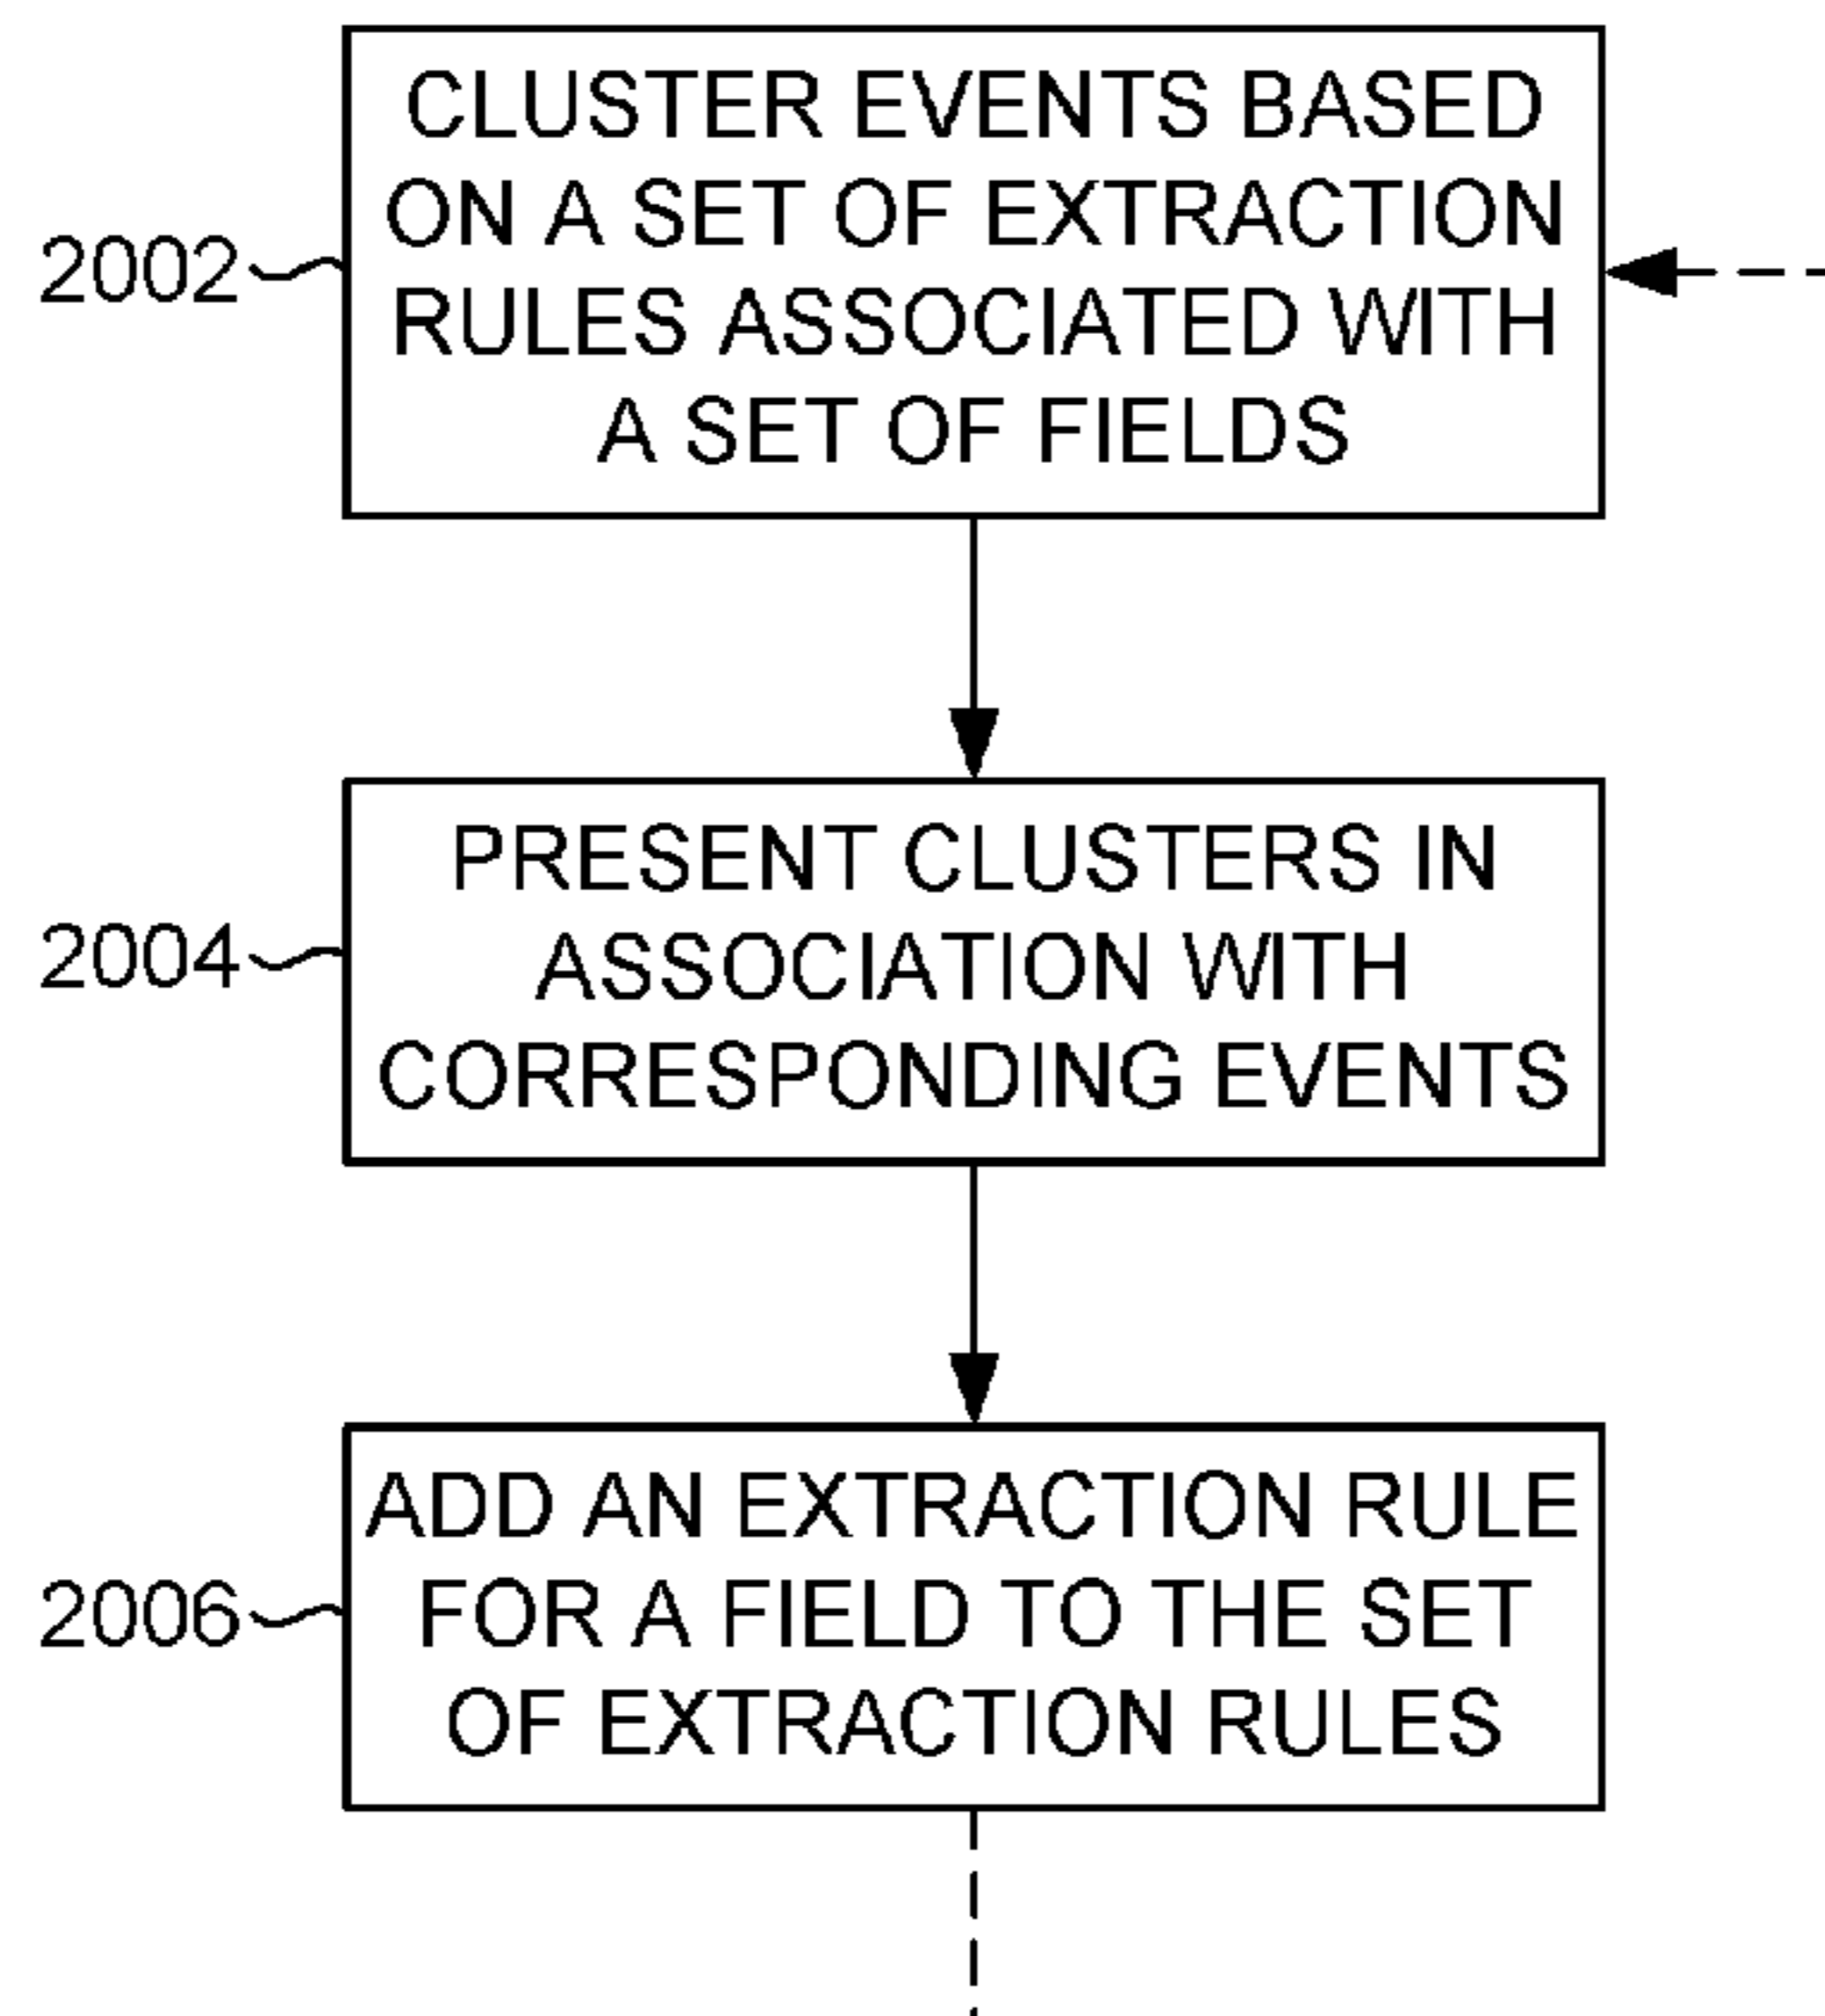 CLUSTER EVENTS BASED
ON A SET OF EXTRACTION
2002
RULES ASSOCIATED WITH
A SET OF FIELDS
PRESENT CLUSTERS IN
2004
ASSOCIATION WITH
CORRESPONDING EVENTS
ADD AN EXTRACTION RULE
2006
FOR A FIELD TO THE SET
OF EXTRACTION RULES